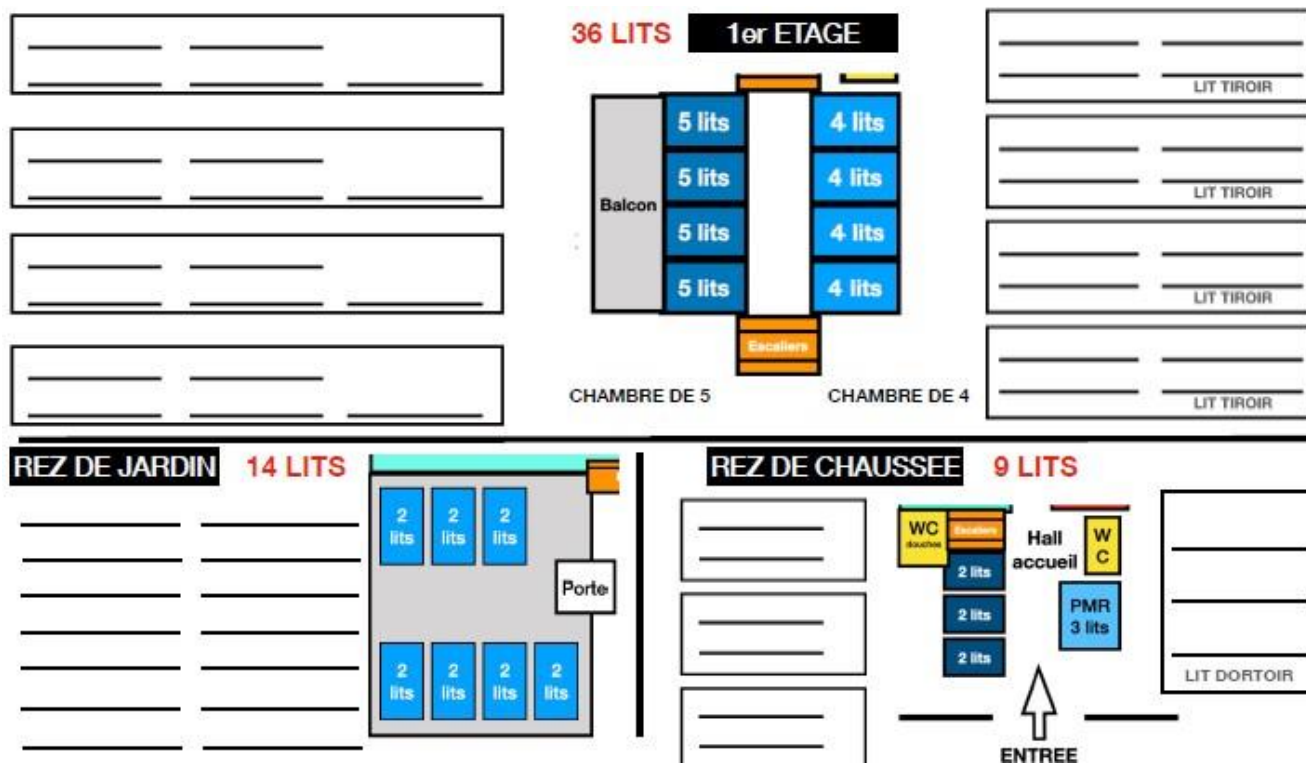 36 LITS 1er ETAGE
5 lits 4 lits
5 lits 4 lits
Balcon
5 lits 4 lits
5 lits 4 lits
Escaliers
CHAMBRE DE 5 CHAMBRE DE 4
LIT TIROIR
LIT TIROIR
LIT TIROIR
LIT TIROIR
REZ DE JARDIN 14 LITS
2 2 2
lits lits lits
Porte
2 2 2 2
lits lits lits lits
REZ DE CHAUSSEE 9 LITS
WC
douches
Escaliers
2 lits
2 lits
2 lits
Hall
accueil
W
C
PMR
3 lits
ENTREE
LIT DORTOIR